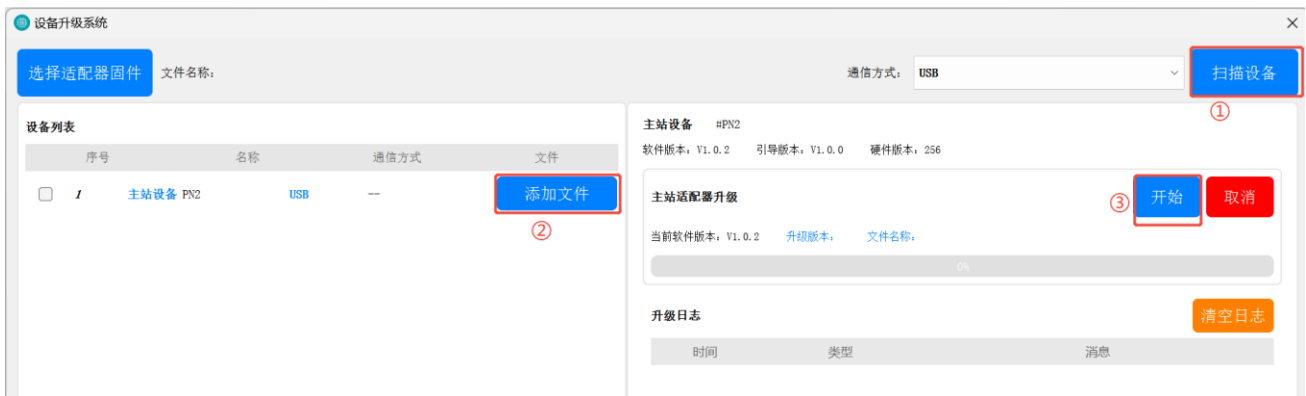 设备升级系统
选择适配器固件 文件名称： 通信方式： USB 扫描设备
①
设备列表
序号 名称 通信方式 文件
1 主站设备 PN2 USB -- 添加文件
②
主站设备 #PN2
软件版本：V1.0.2 引导版本：V1.0.0 硬件版本：256
主站适配器升级 ③ 开始 取消
当前软件版本：V1.0.2 升级版本： 文件名称：
0%
升级日志 清空日志
时间 类型 消息